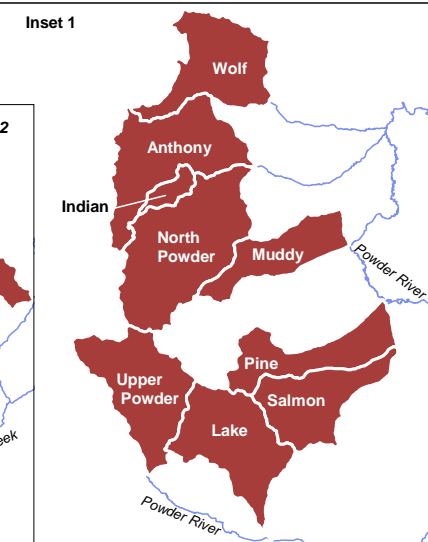 Inset 1
2
Wolf
Anthony
Indian
North
Powder
Muddy
Powder River
Pine
Upper
Powder
Salmon
Lake
eek
Powder River